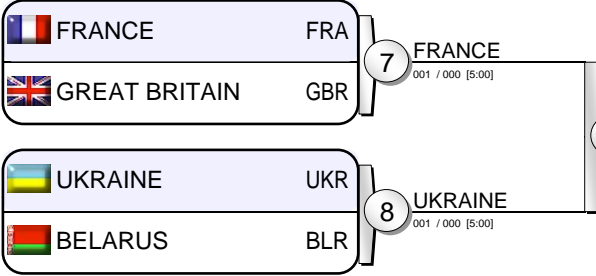 FRANCE FRA
GREAT BRITAIN GBR
7 FRANCE
001 / 000 [5:00]
UKRAINE UKR
BELARUS BLR
8 UKRAINE
001 / 000 [5:00]